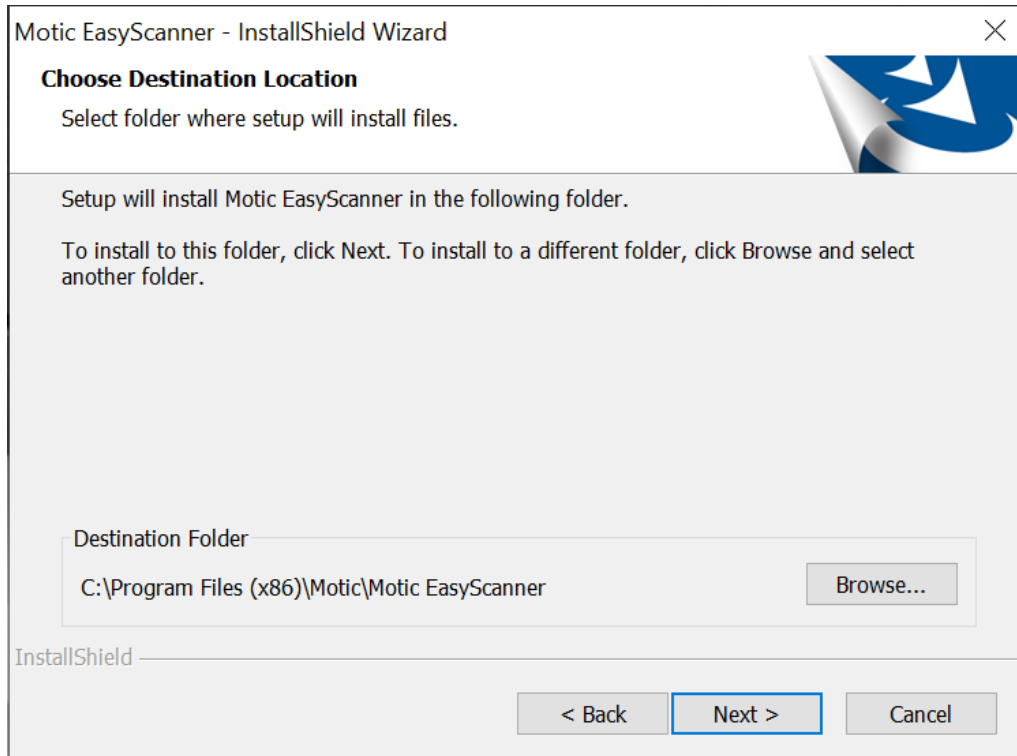 Motic EasyScanner - InstallShield Wizard
Choose Destination Location
Select folder where setup will install files.
Setup will install Motic EasyScanner in the following folder.
To install to this folder, click Next. To install to a different folder, click Browse and select
another folder.
Destination Folder
C:\Program Files (x86)\Motic\Motic EasyScanner
Browse...
InstallShield
< Back
Next >
Cancel